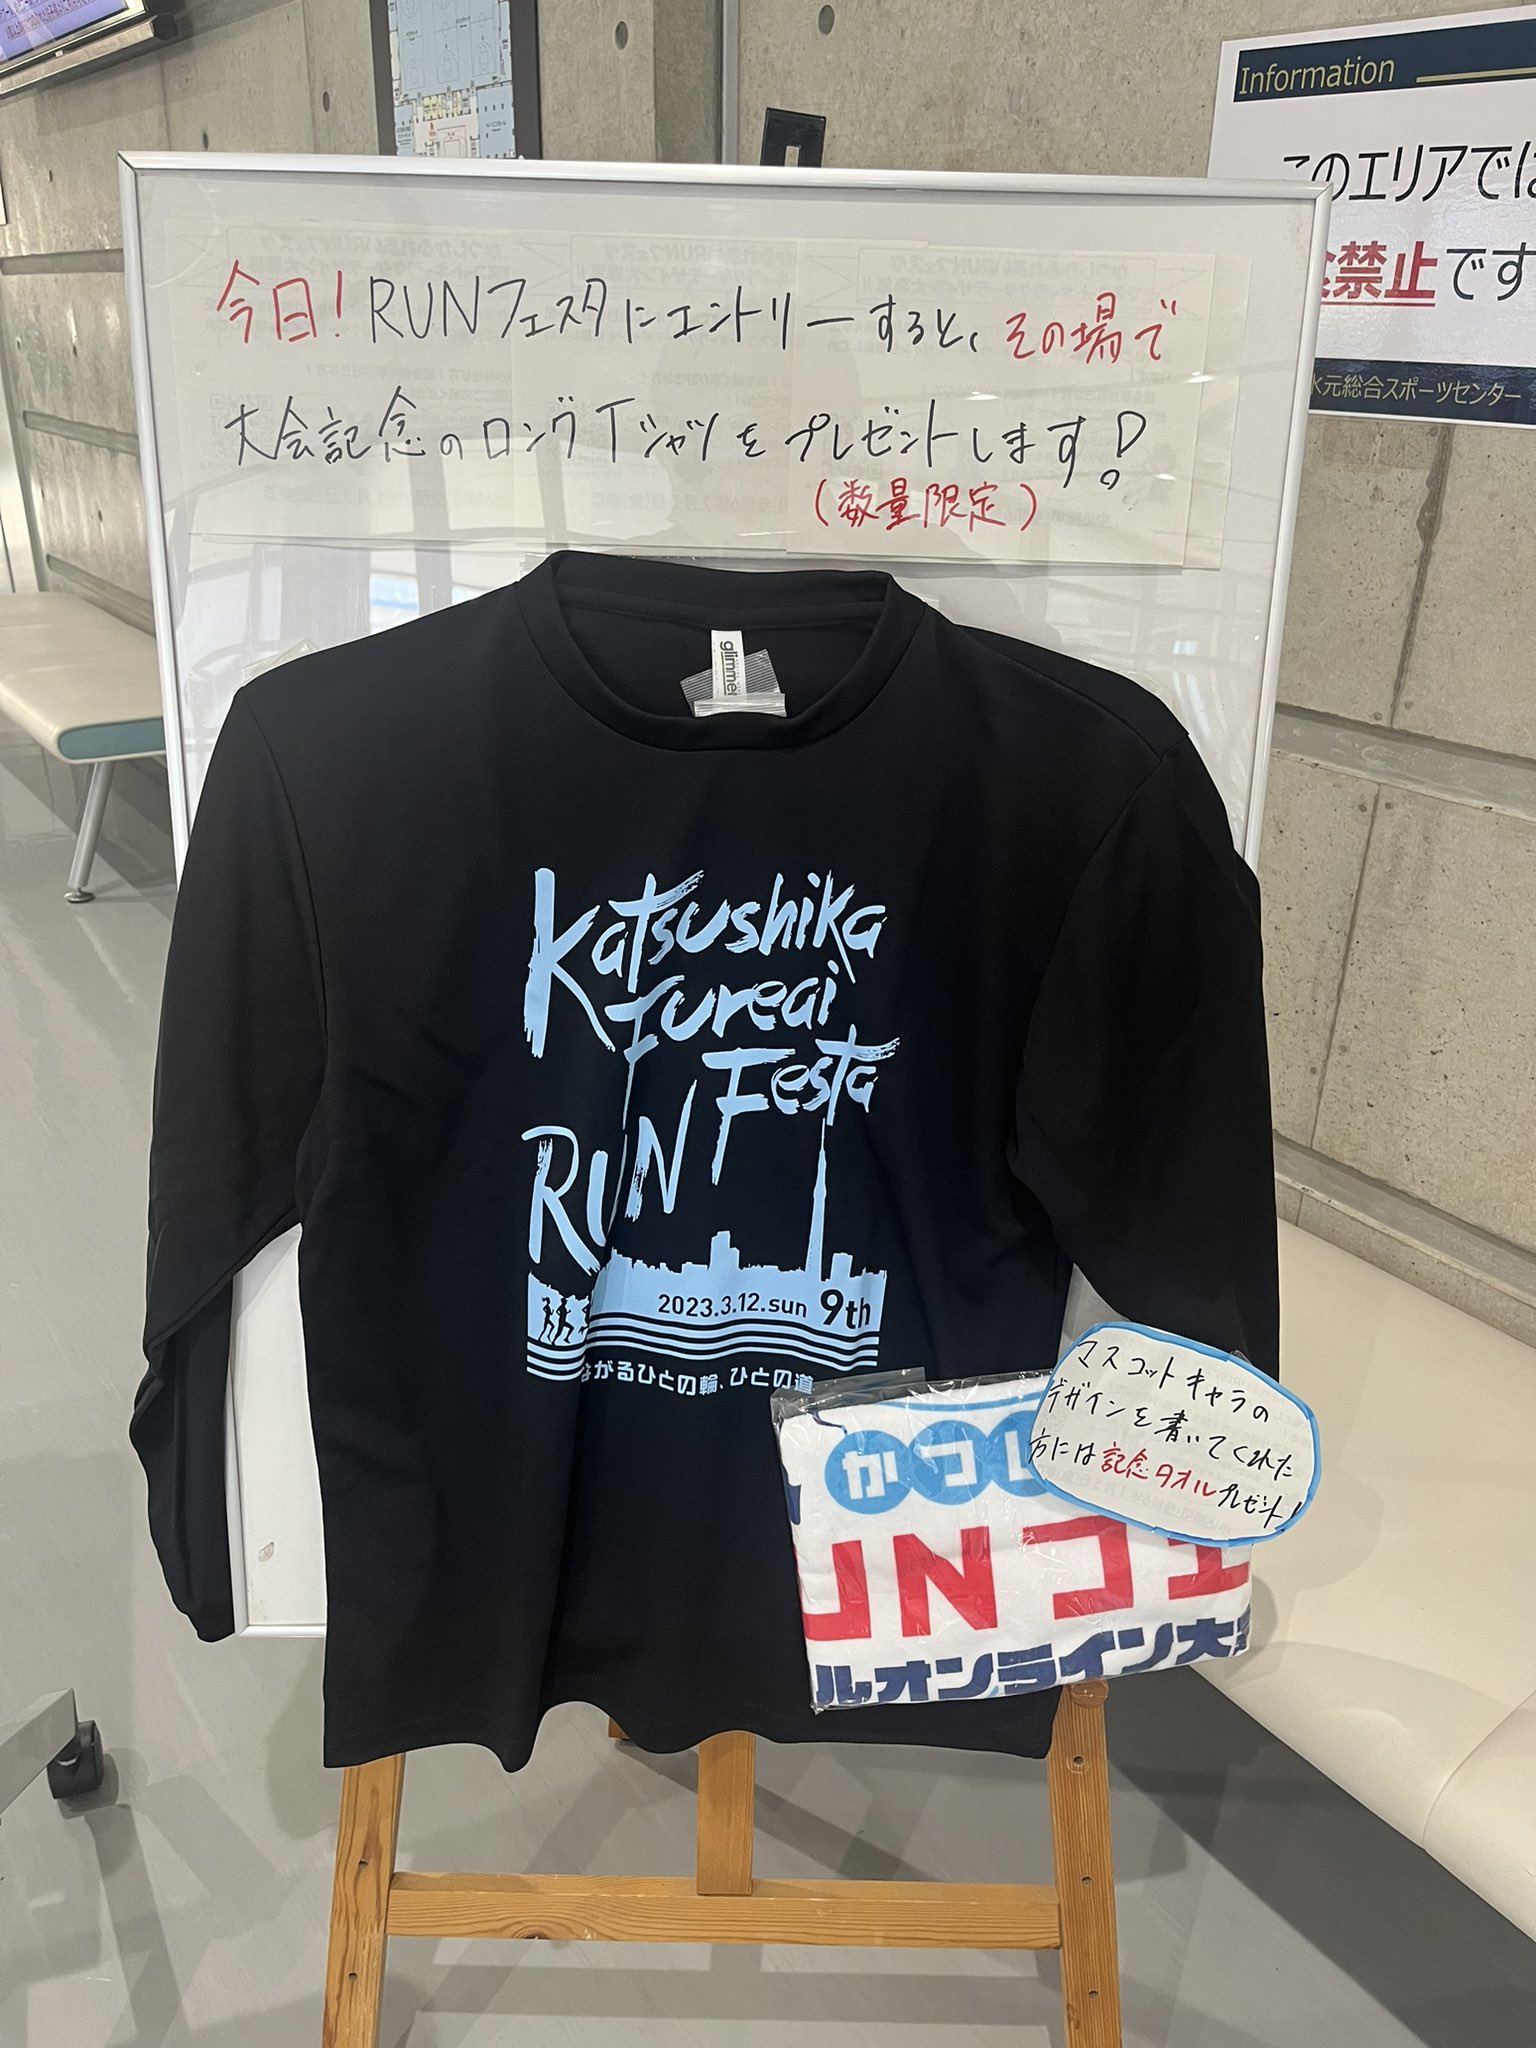 Information
このエリアでは
禁止です
水元総合スポーツセンター
今日!RUNフェスタにエントリーすると、その場で
大会記念のロングTシャツをプレゼントします!
(数量限定)
glimmer
Katsushika
Fureai
Festa
RUN
2023.3.12.sun 9th
がるひとの輪、ひとの道
マスコットキャラの
デザインを書いてくれた
方には記念タオルプレゼント!
かつし
UNフェ
ルオンライン大